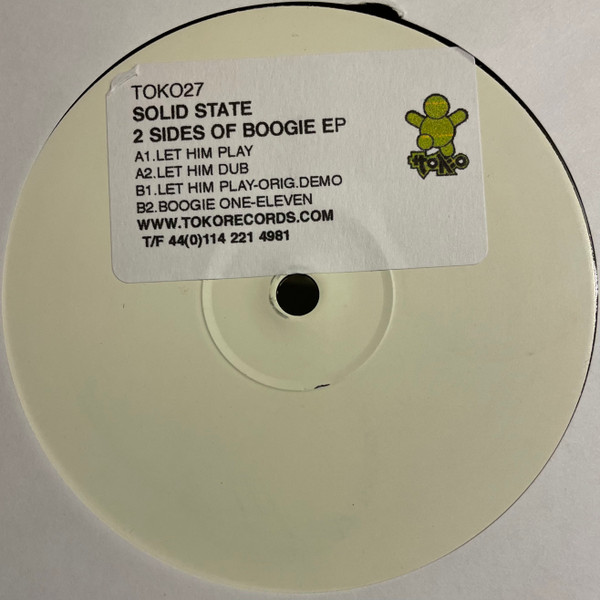 TOKO27
SOLID STATE
2 SIDES OF BOOGIE EP
A1.LET HIM PLAY
A2.LET HIM DUB
B1.LET HIM PLAY-ORIG.DEMO
B2.BOOGIE ONE-ELEVEN
WWW.TOKORECORDS.COM
T/F 44(0)114 221 4981
TOKO